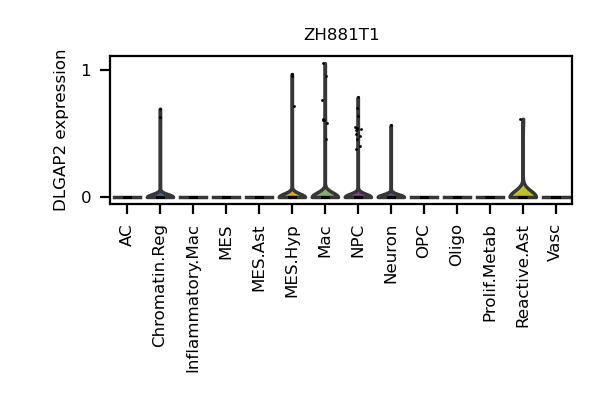 ZH881T1
DLGAP2 expression
1
0
AC
Chromatin.Reg
Inflammatory.Mac
MES
MES.Ast
MES.Hyp
Mac
NPC
Neuron
OPC
Oligo
Prolif.Metab
Reactive.Ast
Vasc